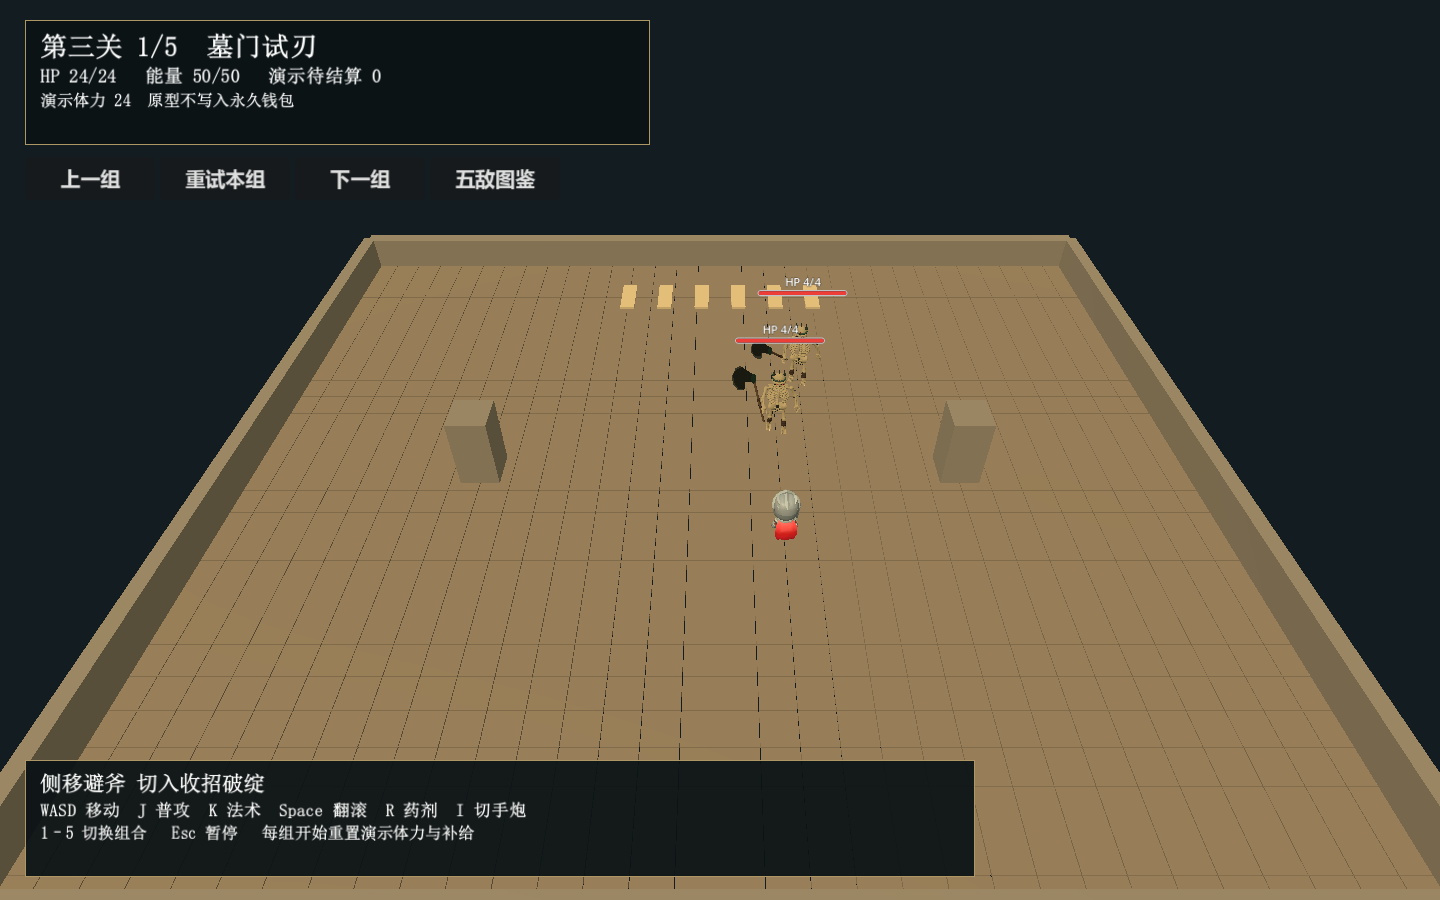 第三关 1/5 墓门试刃
HP 24/24 能量 50/50 演示待结算 0
演示体力 24 原型不写入永久钱包
上一组 重试本组 下一组 五敌图鉴
HP 4/4
HP 4/4
侧移避斧 切入收招破绽
WASD 移动 J 普攻 K 法术 Space 翻滚 R 药剂 I 切手炮
1-5 切换组合 Esc 暂停 每组开始重置演示体力与补给